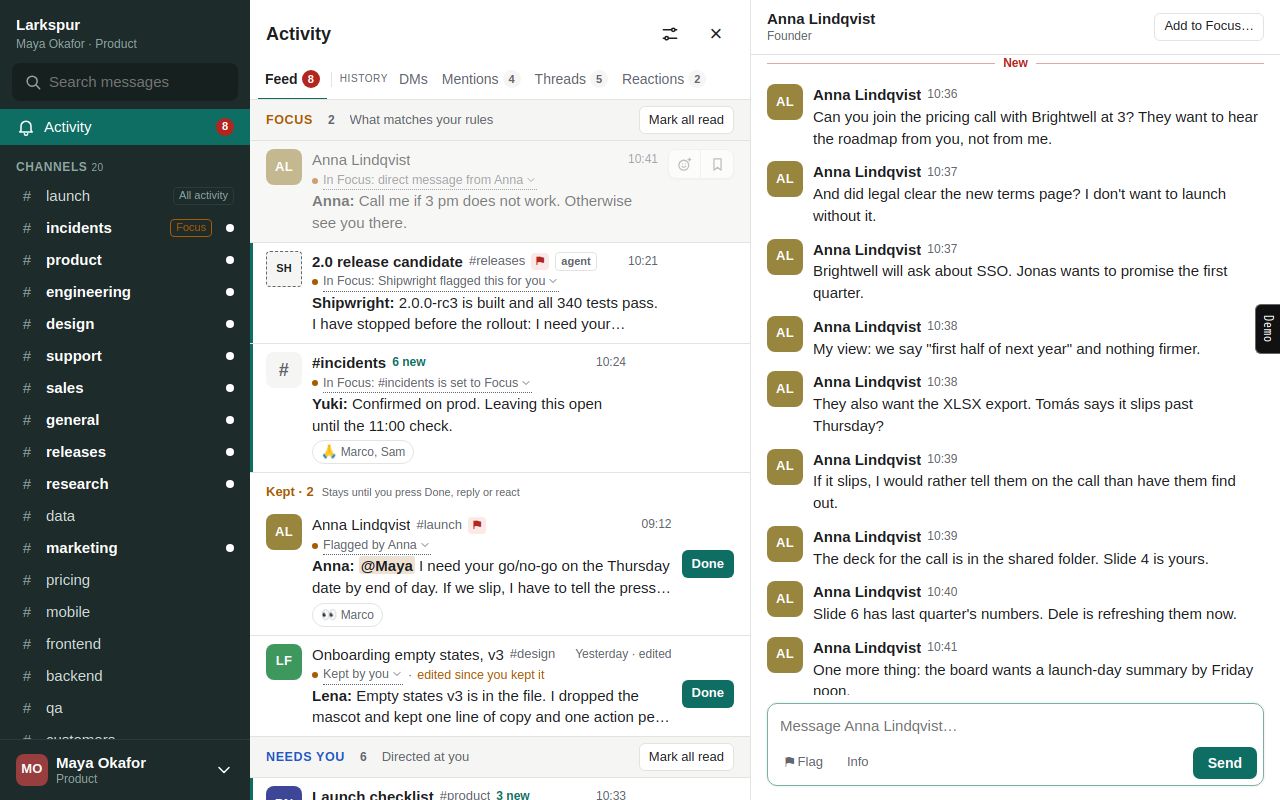 Larkspur
Maya Okafor · Product
Search messages
Activity 8
CHANNELS 20
# launch All activity
# incidents Focus
# product
# engineering
# design
# support
# sales
# general
# releases
# research
# data
# marketing
# pricing
# mobile
# frontend
# backend
# qa
# customers
MO Maya Okafor
Product
Activity
Feed 8 HISTORY DMs Mentions 4 Threads 5 Reactions 2
FOCUS 2 What matches your rules Mark all read
AL Anna Lindqvist 10:41
In Focus: direct message from Anna
Anna: Call me if 3 pm does not work. Otherwise
see you there.
SH 2.0 release candidate #releases agent 10:21
In Focus: Shipwright flagged this for you
Shipwright: 2.0.0-rc3 is built and all 340 tests pass.
I have stopped before the rollout: I need your…
# #incidents 6 new 10:24
In Focus: #incidents is set to Focus
Yuki: Confirmed on prod. Leaving this open
until the 11:00 check.
🙏 Marco, Sam
Kept · 2 Stays until you press Done, reply or react
AL Anna Lindqvist #launch 09:12
Flagged by Anna
Anna: @Maya I need your go/no-go on the Thursday
date by end of day. If we slip, I have to tell the press…
Done
👀 Marco
LF Onboarding empty states, v3 #design Yesterday · edited
Kept by you · edited since you kept it
Lena: Empty states v3 is in the file. I dropped the
mascot and kept one line of copy and one action pe…
Done
NEEDS YOU 6 Directed at you Mark all read
Launch checklist #product 3 new 10:33
Anna Lindqvist
Founder
Add to Focus…
New
AL Anna Lindqvist 10:36
Can you join the pricing call with Brightwell at 3? They want to hear
the roadmap from you, not from me.
AL Anna Lindqvist 10:37
And did legal clear the new terms page? I don't want to launch
without it.
AL Anna Lindqvist 10:37
Brightwell will ask about SSO. Jonas wants to promise the first
quarter.
AL Anna Lindqvist 10:38
My view: we say "first half of next year" and nothing firmer.
AL Anna Lindqvist 10:38
They also want the XLSX export. Tomás says it slips past
Thursday?
AL Anna Lindqvist 10:39
If it slips, I would rather tell them on the call than have them find
out.
AL Anna Lindqvist 10:39
The deck for the call is in the shared folder. Slide 4 is yours.
AL Anna Lindqvist 10:40
Slide 6 has last quarter's numbers. Dele is refreshing them now.
AL Anna Lindqvist 10:41
One more thing: the board wants a launch-day summary by Friday
noon.
Message Anna Lindqvist…
Flag Info Send
Demo